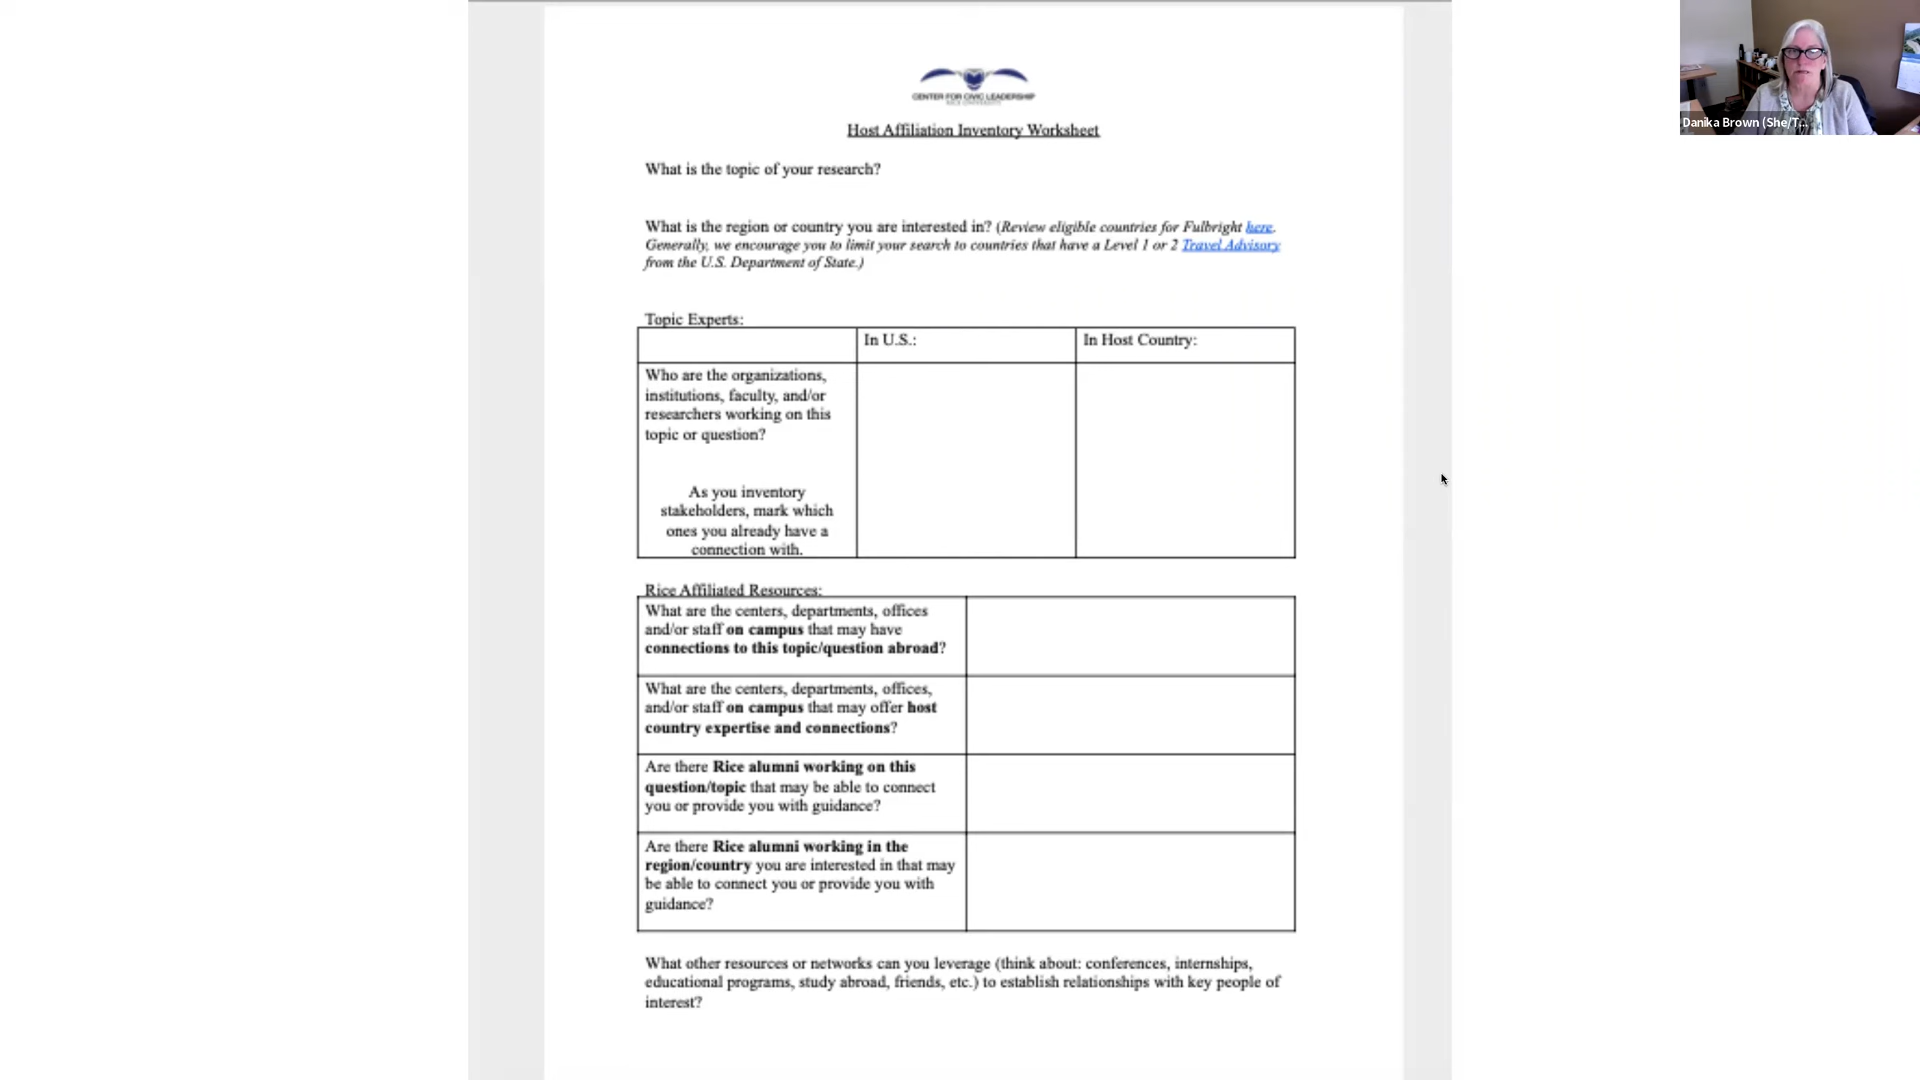 CENTER FOR CIVIC LEADERSHIP
Host Affiliation Inventory Worksheet
What is the topic of your research?
What is the region or country you are interested in? (Review eligible countries for Fulbright here.
Generally, we encourage you to limit your search to countries that have a Level 1 or 2 Travel Advisory
from the U.S. Department of State.)
Topic Experts:
In U.S.:
In Host Country:
Who are the organizations,
institutions, faculty, and/or
researchers working on this
topic or question?
As you inventory
stakeholders, mark which
ones you already have a
connection with.
Rice Affiliated Resources:
What are the centers, departments, offices
and/or staff on campus that may have
connections to this topic/question abroad?
What are the centers, departments, offices,
and/or staff on campus that may offer host
country expertise and connections?
Are there Rice alumni working on this
question/topic that may be able to connect
you or provide you with guidance?
Are there Rice alumni working in the
region/country you are interested in that may
be able to connect you or provide you with
guidance?
What other resources or networks can you leverage (think about: conferences, internships,
educational programs, study abroad, friends, etc.) to establish relationships with key people of
interest?
Danika Brown (She/T...